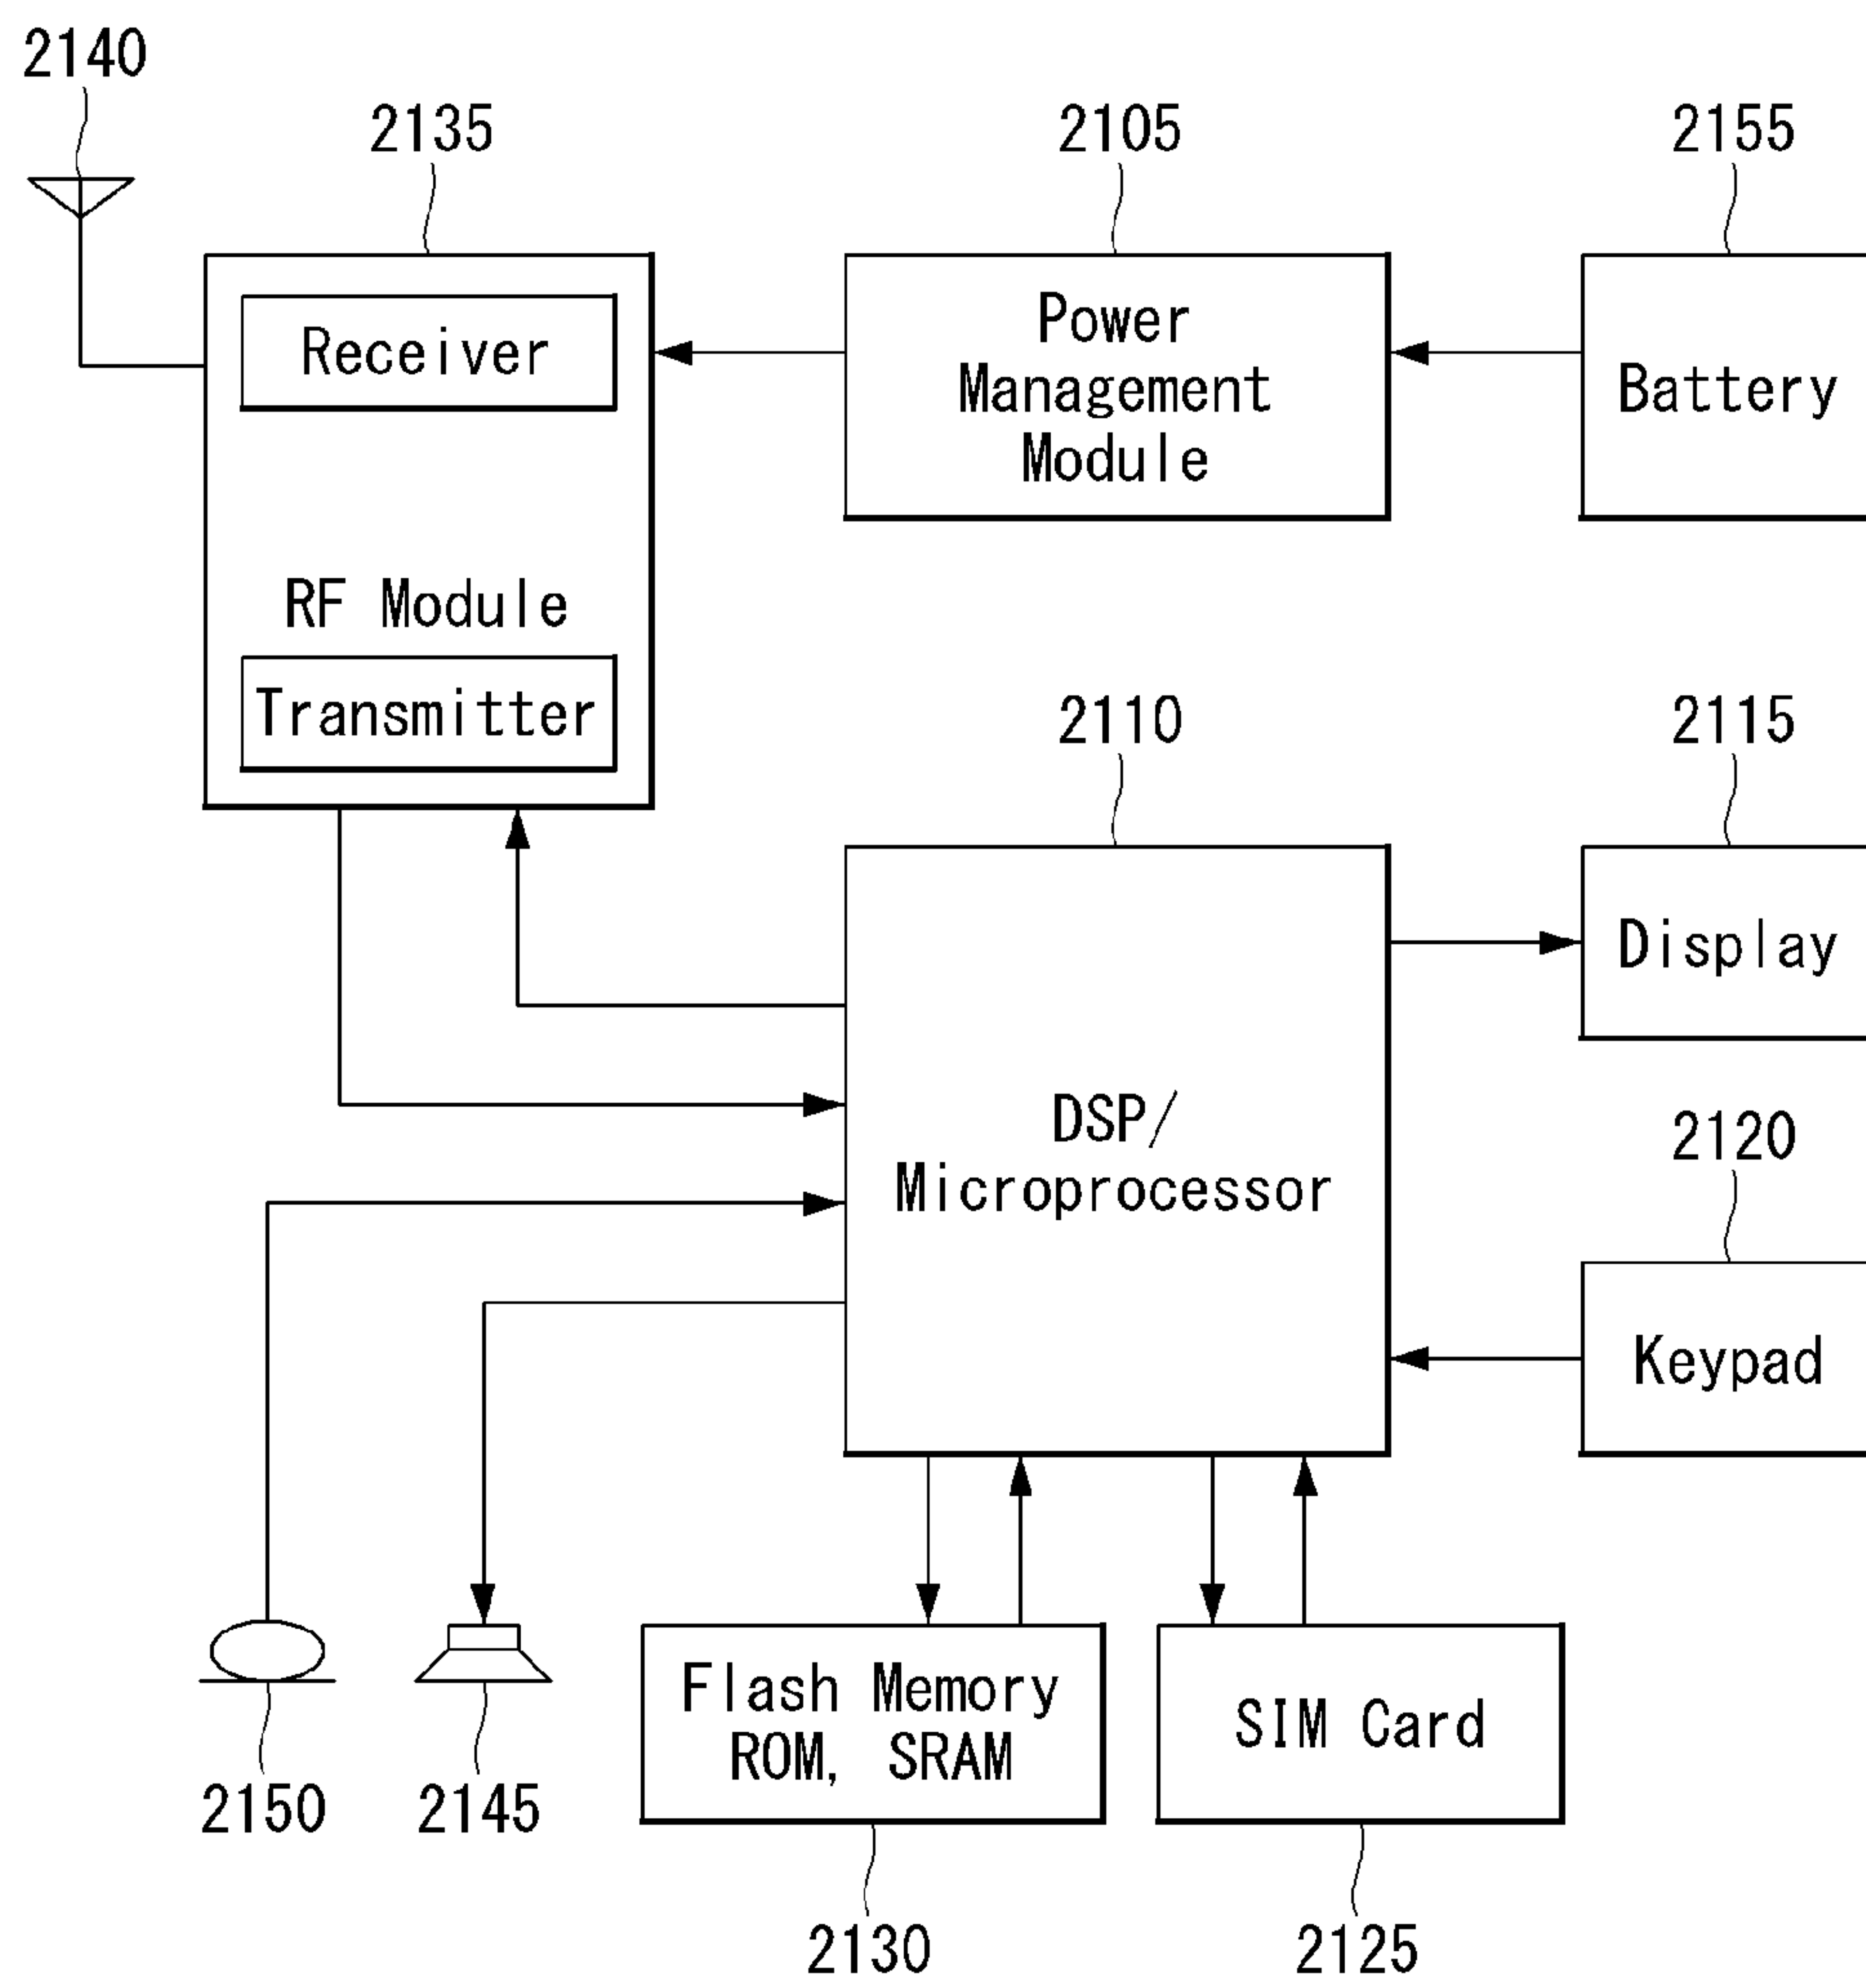 2140
2135
2105
2155
Receiver
RF Module
Transmitter
Power
Management
Module
Battery
2110
2115
DSP/
Microprocessor
Display
2120
Keypad
Flash Memory
ROM, SRAM
SIM Card
2150
2145
2130
2125